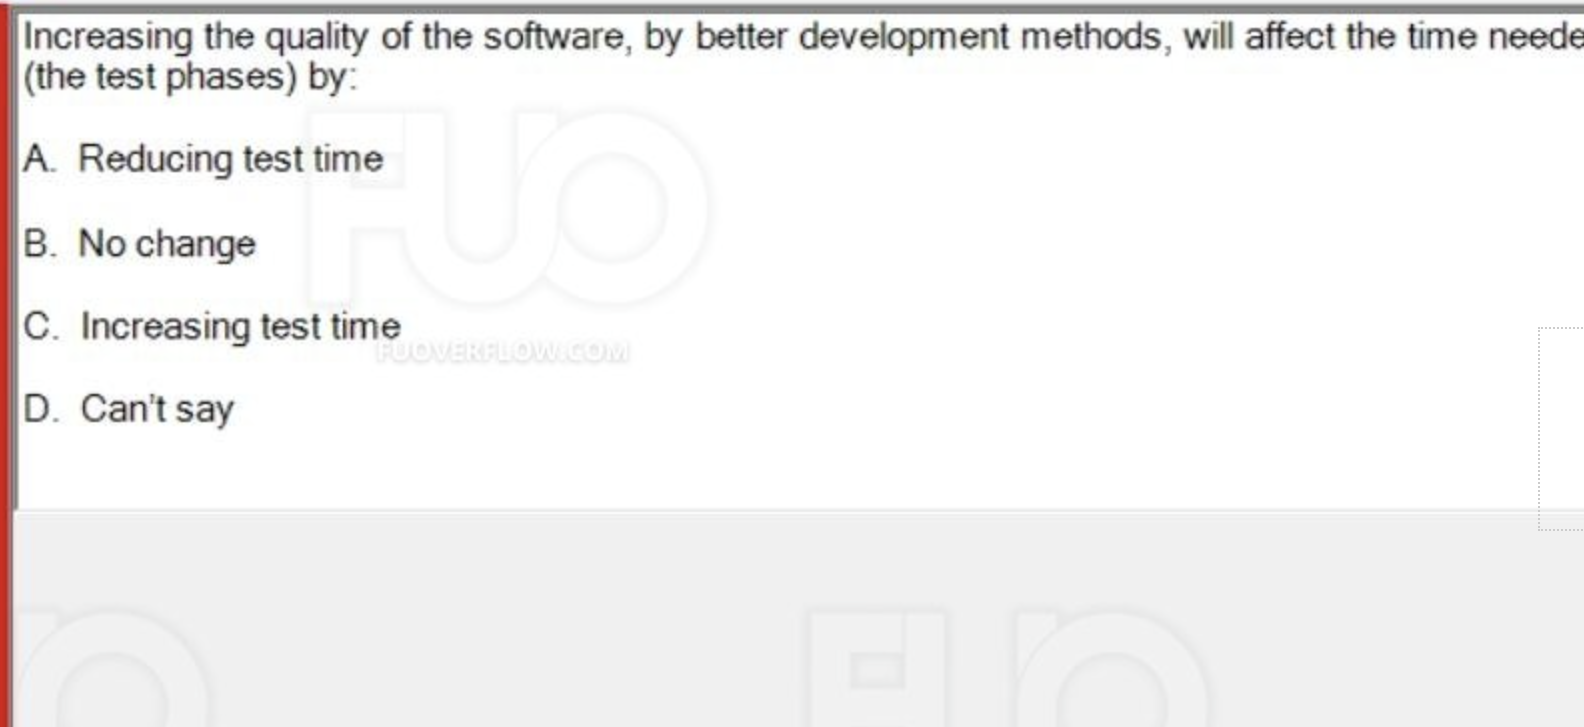 Increasing the quality of the software, by better development methods, will affect the time neede
(the test phases) by:
A. Reducing test time
B. No change
C. Increasing test time
D. Can't say
FUO
FUOVERFLOW.COM